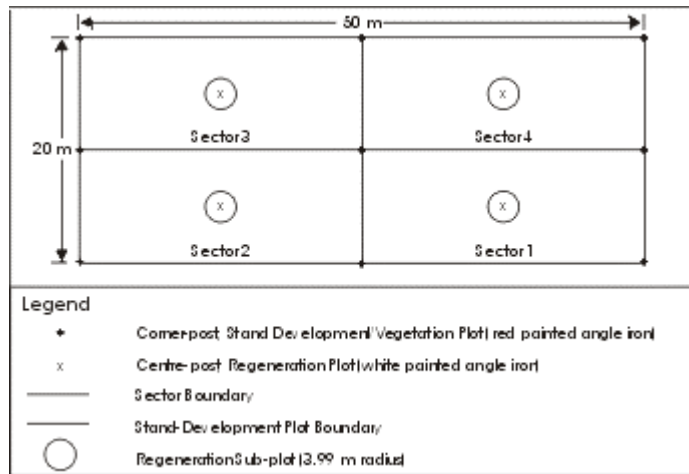 50 m
x x
Sector3 Sector4
20 m
x x
Sector2 Sector1
Legend
Corner-post, Stand Development/Vegetation Plot( red painted angle iron)
x Centre-post, Regeneration Plot(white painted angle iron)
Sector Boundary
Stand-Development Plot Boundary
Regeneration Sub-plot (3.99 m radius)